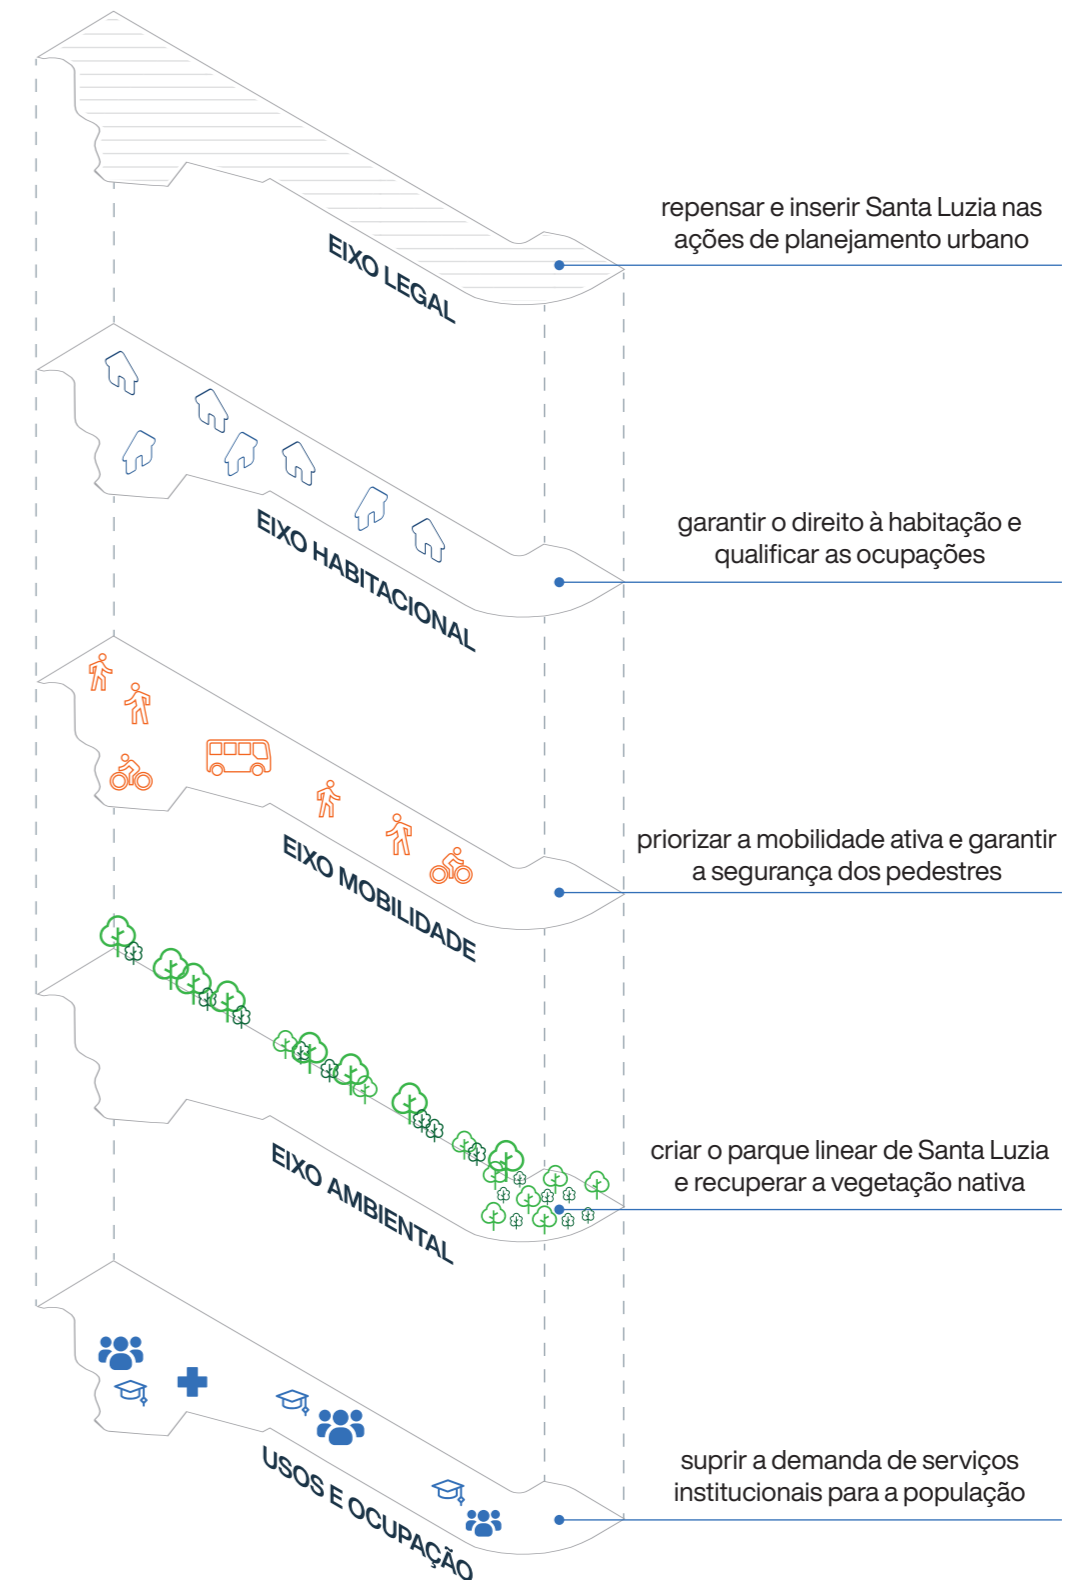 repensar e inserir Santa Luzia nas
ações de planejamento urbano
EIXO LEGAL
garantir o direito à habitação e
qualificar as ocupações
EIXO HABITACIONAL
priorizar a mobilidade ativa e garantir
a segurança dos pedestres
EIXO MOBILIDADE
criar o parque linear de Santa Luzia
e recuperar a vegetação nativa
EIXO AMBIENTAL
suprir a demanda de serviços
institucionais para a população
USOS E OCUPAÇÃO